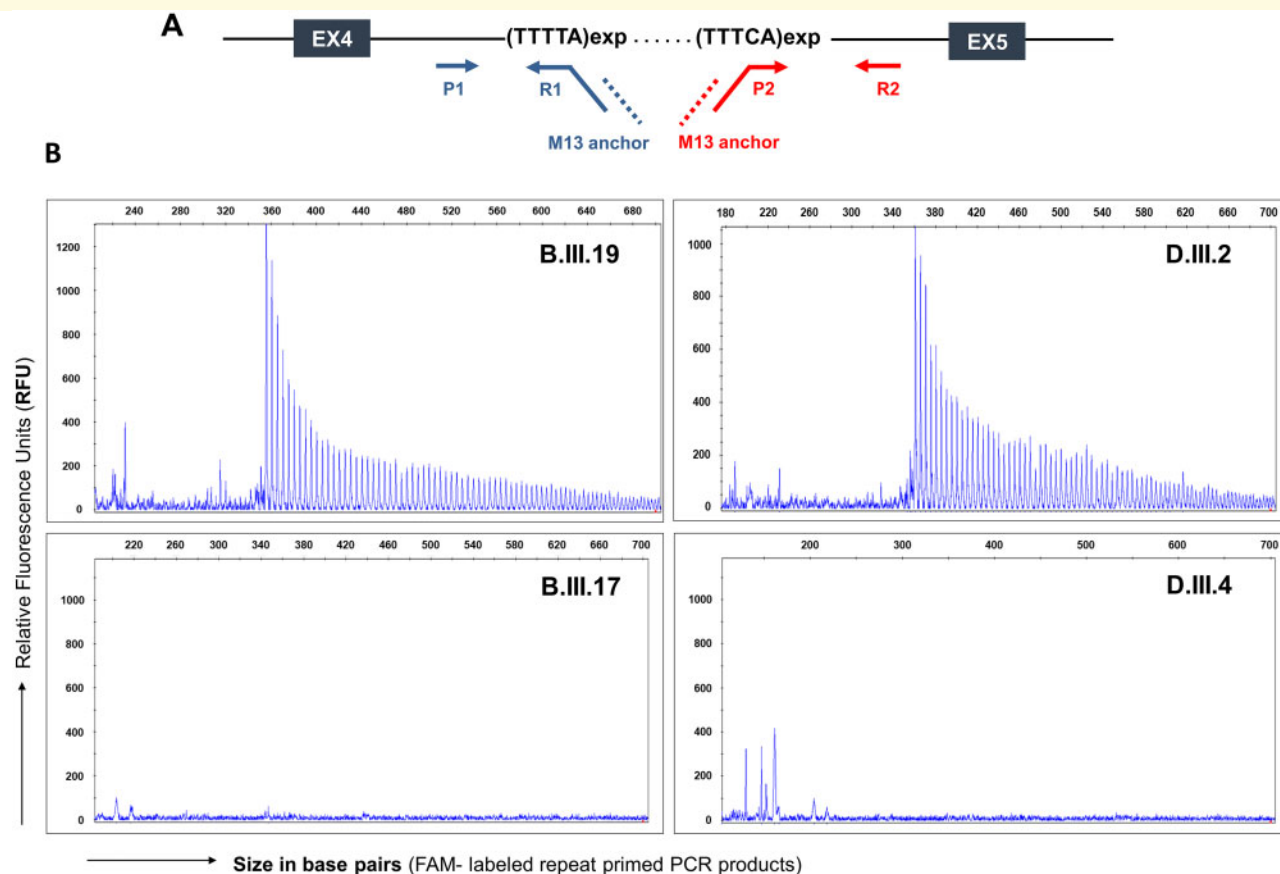 A
EX4 (TTTTA)exp ...... (TTTCA)exp EX5
P1 R1 P2 R2
M13 anchor M13 anchor
B
240 280 320 360 400 440 480 520 560 600 640 680
B.III.19
1200
1000
800
600
400
200
0
180 220 260 300 340 380 420 460 500 540 580 620 660 700
D.III.2
1000
800
600
400
200
0
220 260 300 340 380 420 460 500 540 580 620 660 700
B.III.17
1000
800
600
400
200
0
200 300 400 500 600 700
D.III.4
1000
800
600
400
200
0
Relative Fluorescence Units (RFU)
Size in base pairs (FAM- labeled repeat primed PCR products)